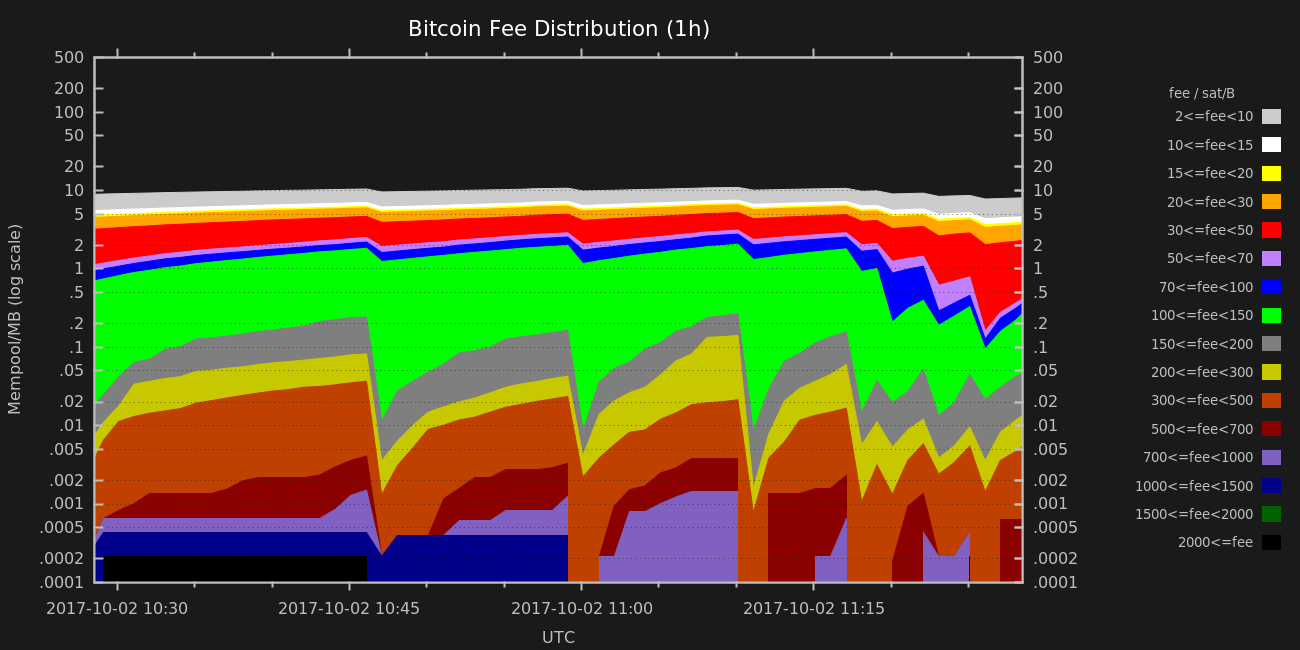 Bitcoin Fee Distribution (1h)
500 500
200 200
100 100
50 50
20 20
10 10
5 5
2 2
1 1
.5 .5
.2 .2
.1 .1
.05 .05
.02 .02
.01 .01
.005 .005
.002 .002
.001 .001
.0005 .0005
.0002 .0002
.0001 .0001
Mempool/MB (log scale)
2017-10-02 10:30 2017-10-02 10:45 2017-10-02 11:00 2017-10-02 11:15
UTC
fee / sat/B
2<=fee<10
10<=fee<15
15<=fee<20
20<=fee<30
30<=fee<50
50<=fee<70
70<=fee<100
100<=fee<150
150<=fee<200
200<=fee<300
300<=fee<500
500<=fee<700
700<=fee<1000
1000<=fee<1500
1500<=fee<2000
2000<=fee